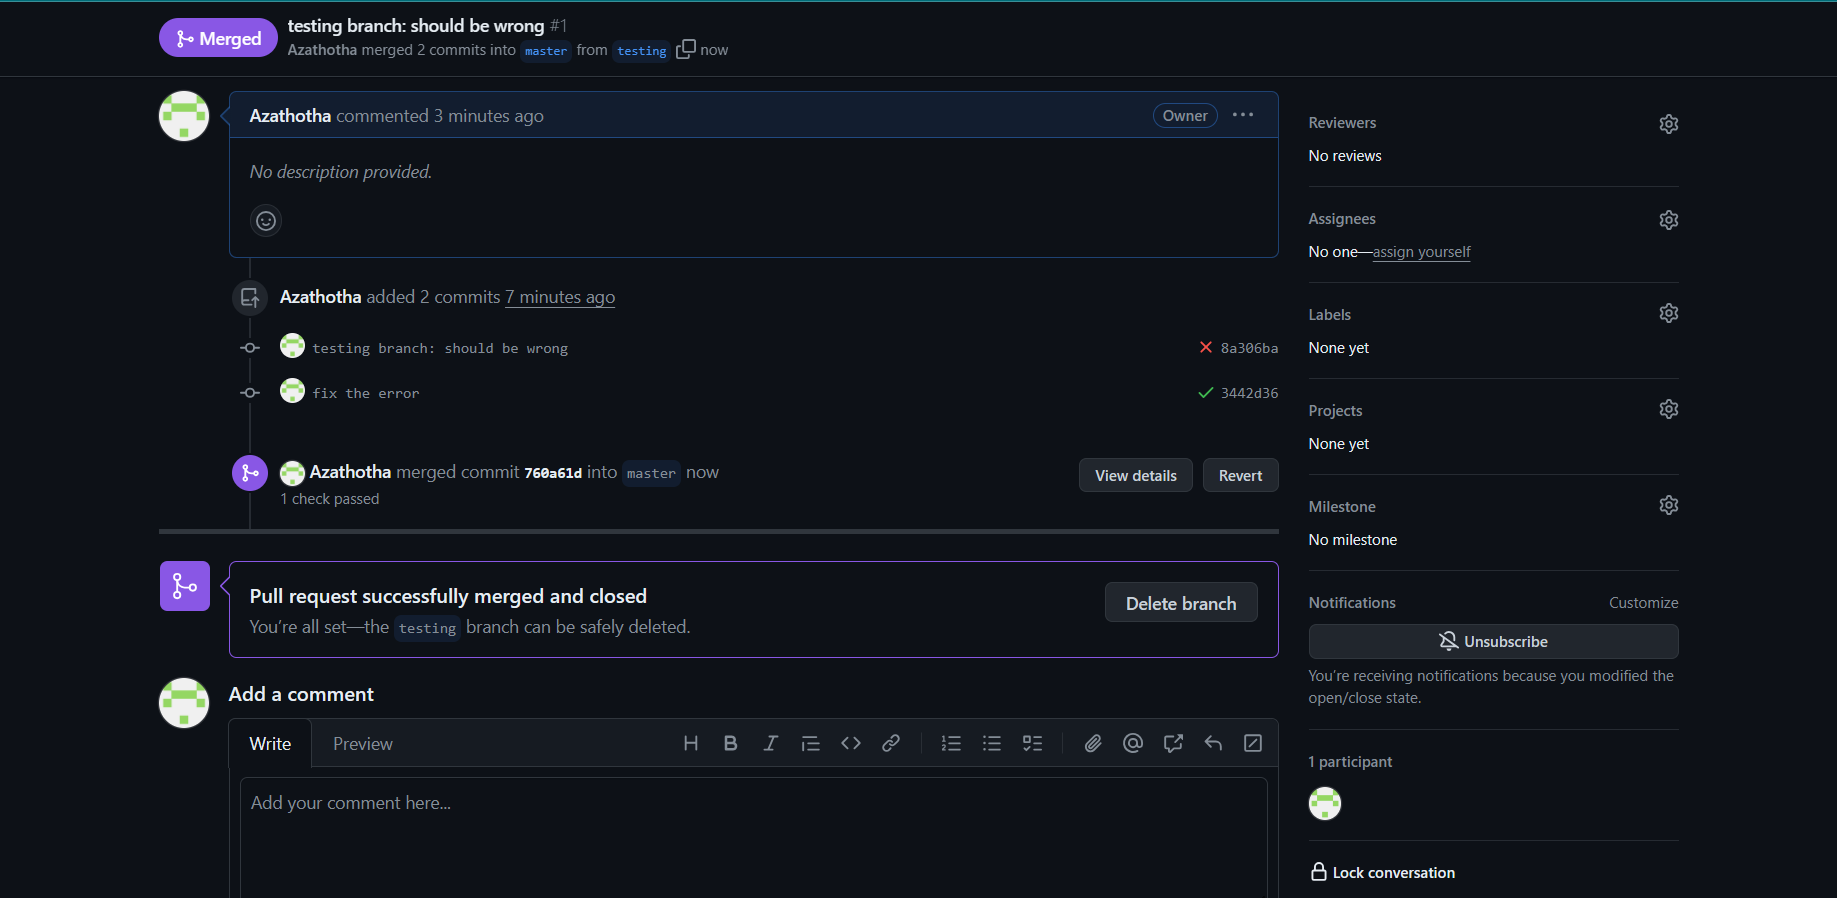 Merged
testing branch: should be wrong #1
Azathotha merged 2 commits into master from testing now
Azathotha commented 3 minutes ago
Owner
No description provided.
Azathotha added 2 commits 7 minutes ago
testing branch: should be wrong
8a306ba
fix the error
3442d36
Azathotha merged commit 760a61d into master now
1 check passed
View details
Revert
Pull request successfully merged and closed
You're all set—the testing branch can be safely deleted.
Delete branch
Add a comment
Write
Preview
Add your comment here...
Reviewers
No reviews
Assignees
No one—assign yourself
Labels
None yet
Projects
None yet
Milestone
No milestone
Notifications
Customize
Unsubscribe
You're receiving notifications because you modified the
open/close state.
1 participant
Lock conversation